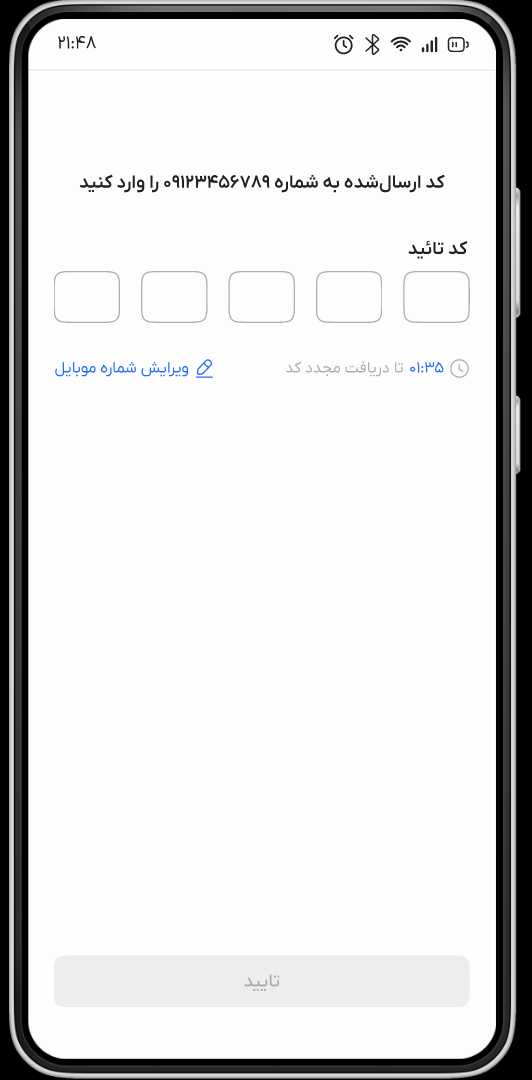 ۲۱:۴۸
کد ارسال‌شده به شماره ۰۹۱۲۳۴۵۶۷۸۹ را وارد کنید
کد تائید
۰۱:۳۵ تا دریافت مجدد کد
ویرایش شماره موبایل
تایید